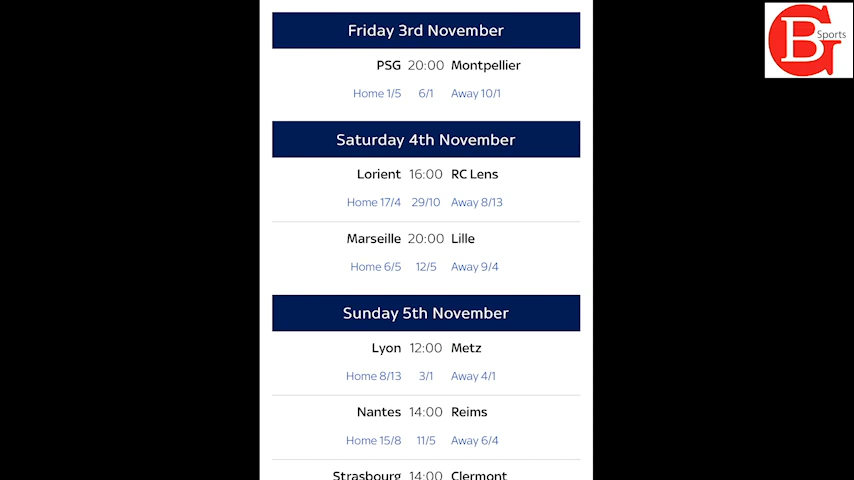 Friday 3rd November
PSG 20:00 Montpellier
Home 1/5 6/1 Away 10/1
Saturday 4th November
Lorient 16:00 RC Lens
Home 17/4 29/10 Away 8/13
Marseille 20:00 Lille
Home 6/5 12/5 Away 9/4
Sunday 5th November
Lyon 12:00 Metz
Home 8/13 3/1 Away 4/1
Nantes 14:00 Reims
Home 15/8 11/5 Away 6/4
Strasbourg 14:00 Clermont
BG Sports